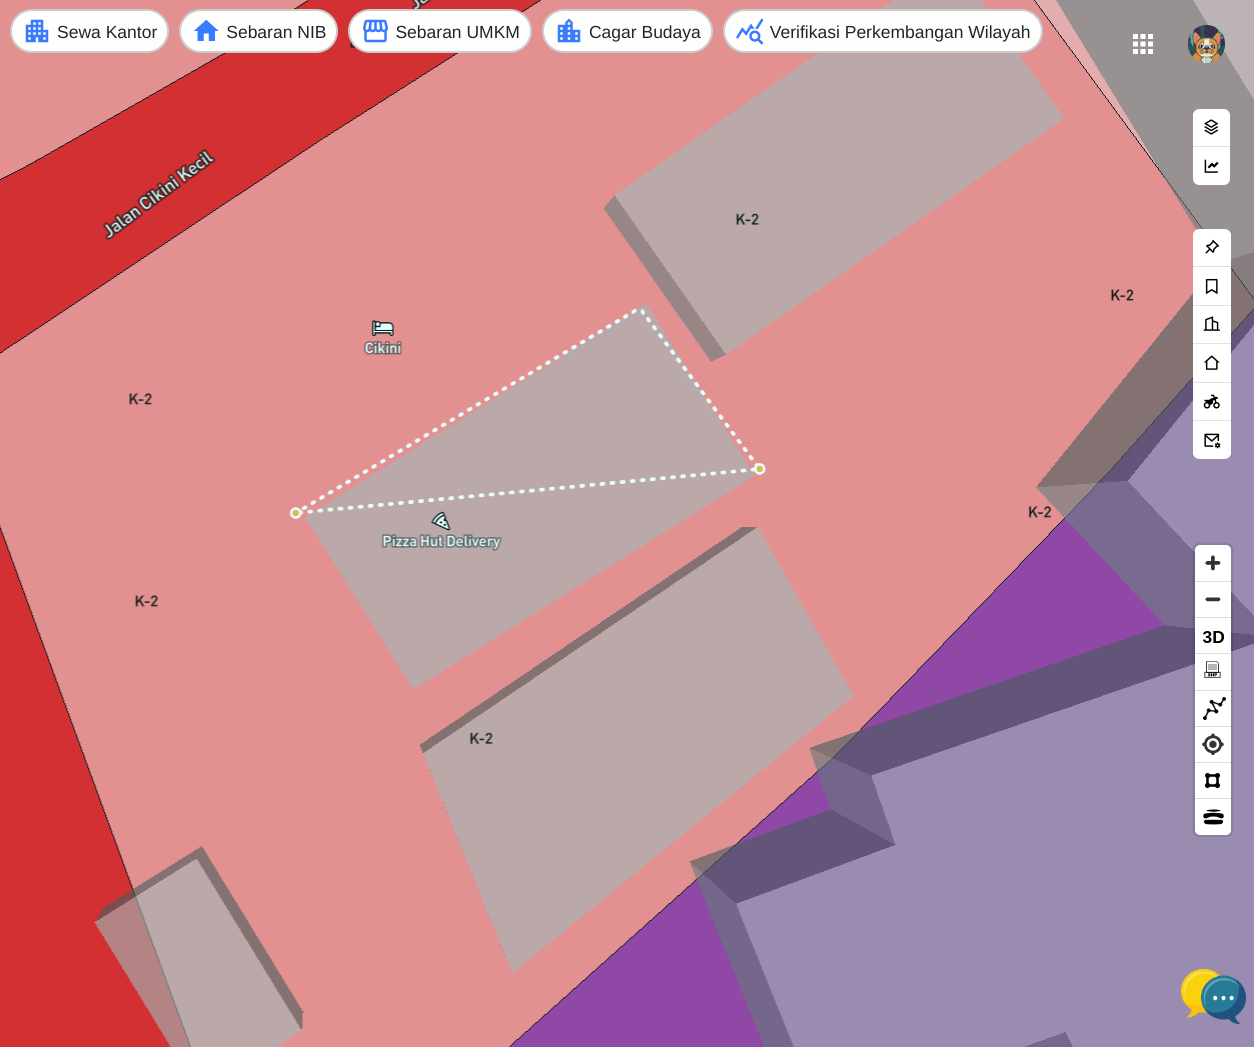 Sewa Kantor
Sebaran NIB
Sebaran UMKM
Cagar Budaya
Verifikasi Perkembangan Wilayah
Jalan Cikini Kecil
K-2
K-2
Cikini
K-2
K-2
Pizza Hut Delivery
3D
K-2
SHP
K-2